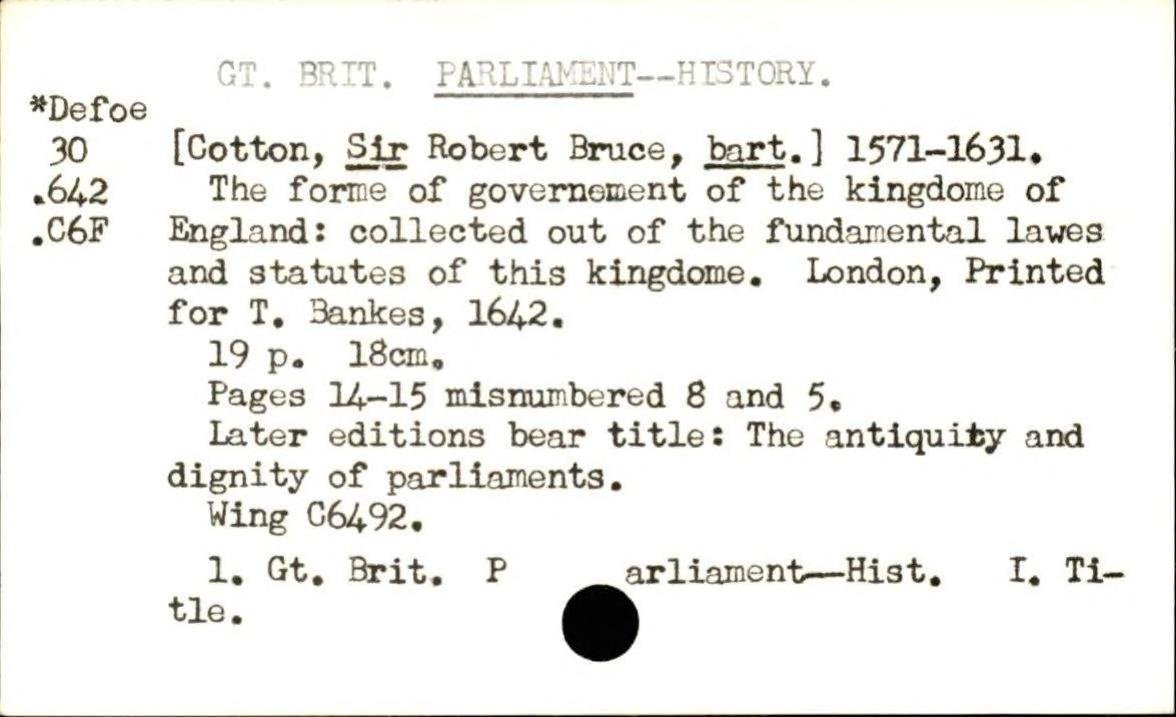 GT. BRIT. PARLIAMENT--HISTORY.
*Defoe
30 [Cotton, Sir Robert Bruce, bart.] 1571-1631.
.642 The forme of governement of the kingdome of
.C6F England: collected out of the fundamental lawes
and statutes of this kingdome. London, Printed
for T. Bankes, 1642.
19 p. 18cm.
Pages 14-15 misnumbered 8 and 5.
Later editions bear title: The antiquity and
dignity of parliaments.
Wing C6492.
1. Gt. Brit. P arliament—Hist. I. Ti-
tle.